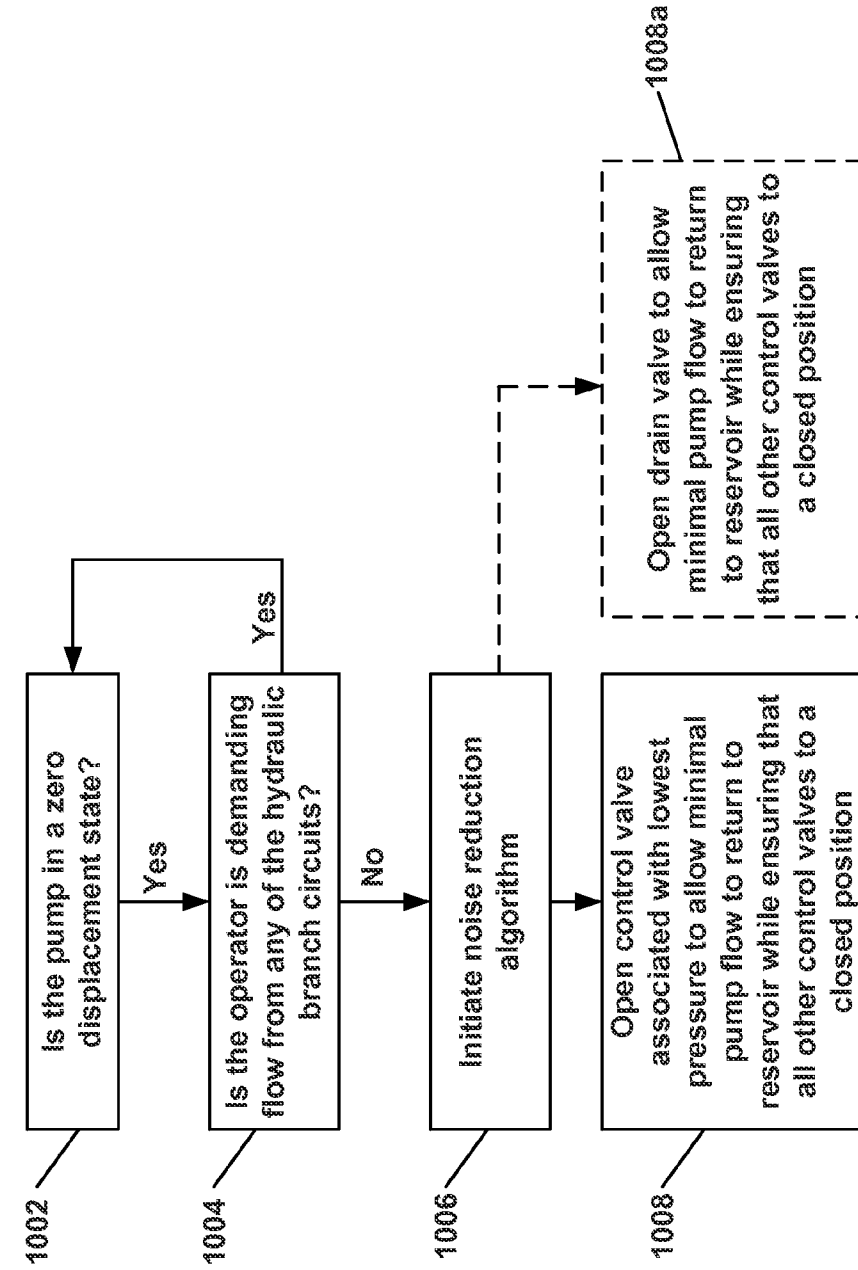 1002
Is the pump in a zero
displacement state?
Yes
1004
Is the operator is demanding
flow from any of the hydraulic
branch circuits?
Yes
No
1006
Initiate noise reduction
algorithm
1008
Open control valve
associated with lowest
pressure to allow minimal
pump flow to return to
reservoir while ensuring that
all other control valves to a
closed position
1008a
Open drain valve to allow
minimal pump flow to return
to reservoir while ensuring
that all other control valves to
a closed position